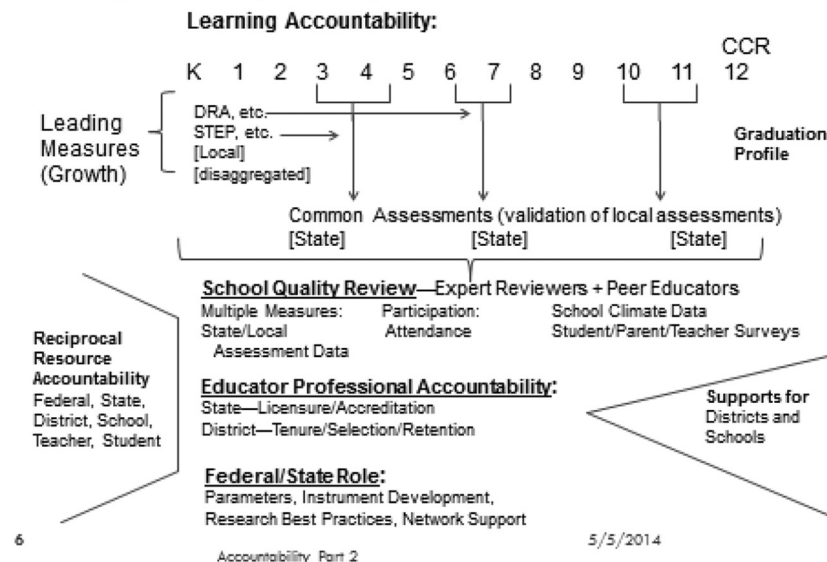 Learning Accountability:
CCR
K 1 2 3 4 5 6 7 8 9 10 11 12
Leading
Measures
(Growth)
DRA, etc.
STEP, etc.
[Local]
[disaggregated]
Graduation
Profile
Common Assessments (validation of local assessments)
[State] [State] [State]
School Quality Review—Expert Reviewers + Peer Educators
Multiple Measures: Participation: School Climate Data
State/Local Attendance Student/Parent/Teacher Surveys
Assessment Data
Reciprocal
Resource
Accountability
Federal, State,
District, School,
Teacher, Student
Educator Professional Accountability:
State—Licensure/Accreditation
District—Tenure/Selection/Retention
Supports for
Districts and
Schools
Federal/State Role:
Parameters, Instrument Development,
Research Best Practices, Network Support
6
5/5/2014
Accountability Part 2